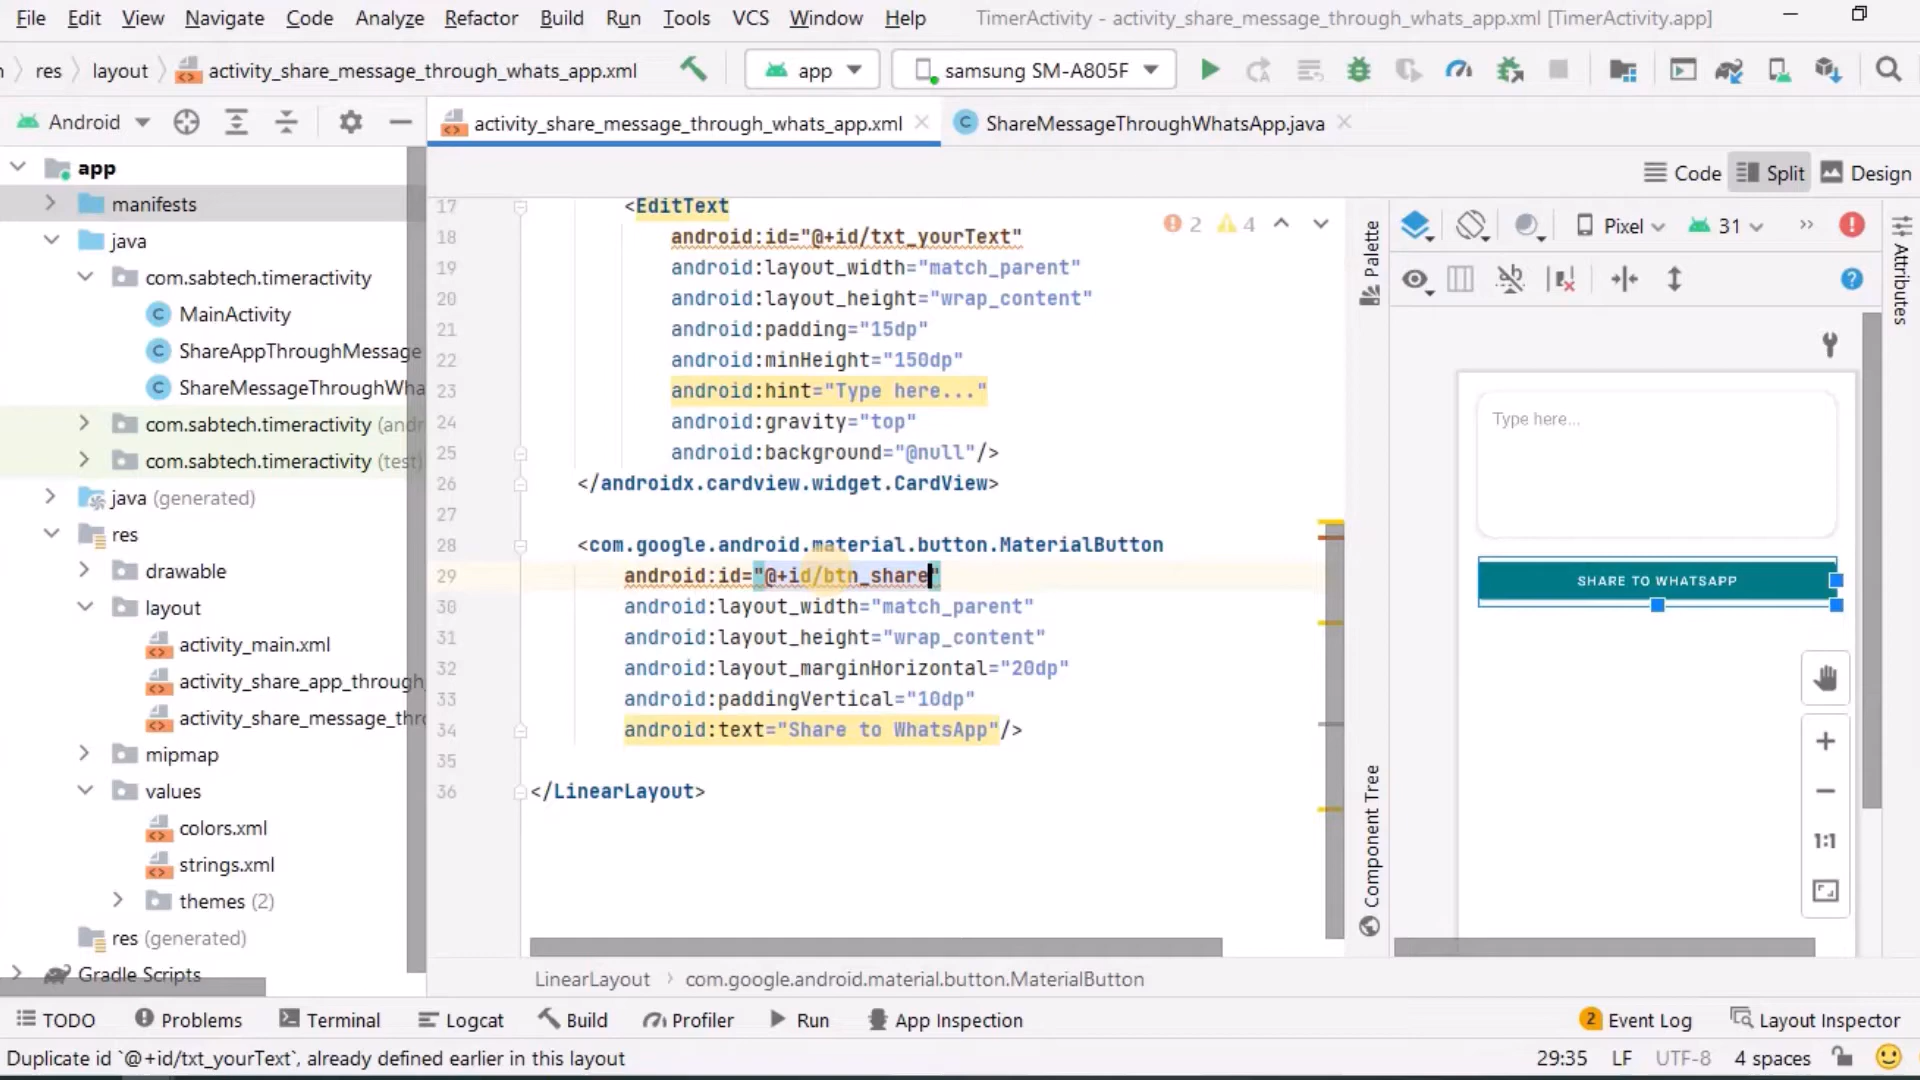 File Edit View Navigate Code Analyze Refactor Build Run Tools VCS Window Help TimerActivity - activity_share_message_through_whats_app.xml [TimerActivity.app]
res layout activity_share_message_through_whats_app.xml app samsung SM-A805F
Android activity_share_message_through_whats_app.xml ShareMessageThroughWhatsApp.java
Code Split Design
app
manifests
java
com.sabtech.timeractivity
MainActivity
ShareAppThroughMessage
ShareMessageThroughWha
com.sabtech.timeractivity (andr
com.sabtech.timeractivity (test)
java (generated)
res
drawable
layout
activity_main.xml
activity_share_app_through_
activity_share_message_thro
mipmap
values
colors.xml
strings.xml
themes (2)
res (generated)
Gradle Scripts
17 <EditText
18 android:id="@+id/txt_yourText"
19 android:layout_width="match_parent"
20 android:layout_height="wrap_content"
21 android:padding="15dp"
22 android:minHeight="150dp"
23 android:hint="Type here..."
24 android:gravity="top"
25 android:background="@null"/>
26 </androidx.cardview.widget.CardView>
27
28 <com.google.android.material.button.MaterialButton
29 android:id="@+id/btn_share"
30 android:layout_width="match_parent"
31 android:layout_height="wrap_content"
32 android:layout_marginHorizontal="20dp"
33 android:paddingVertical="10dp"
34 android:text="Share to WhatsApp"/>
35
36 </LinearLayout>
2 4
Palette
Component Tree
Pixel 31
Attributes
Type here...
SHARE TO WHATSAPP
1:1
LinearLayout com.google.android.material.button.MaterialButton
TODO Problems Terminal Logcat Build Profiler Run App Inspection 2 Event Log Layout Inspector
Duplicate id `@+id/txt_yourText`, already defined earlier in this layout 29:35 LF UTF-8 4 spaces